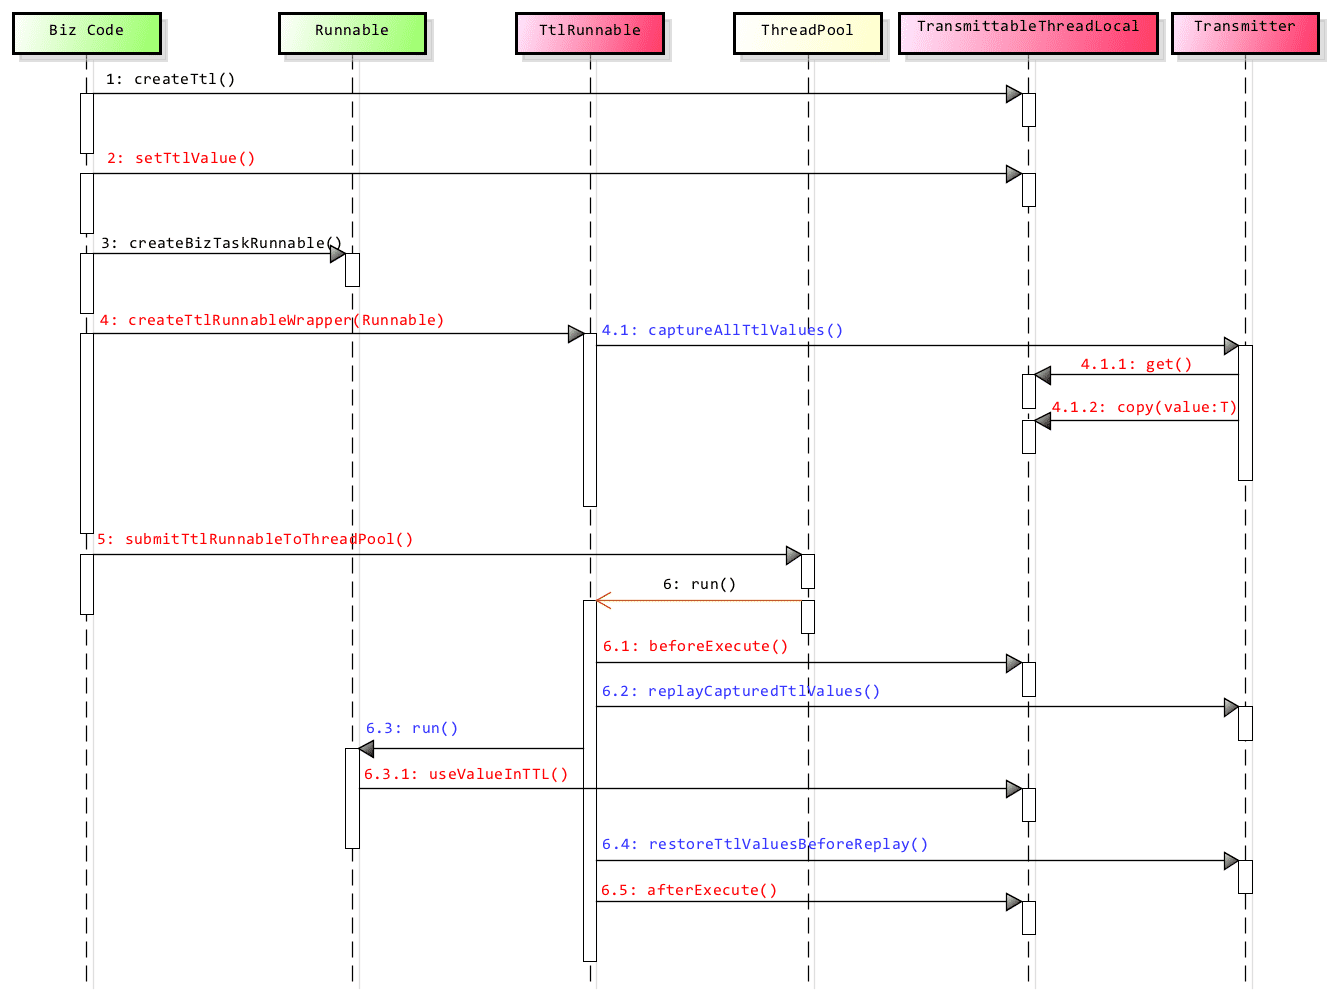 Biz Code
Runnable
TtlRunnable
ThreadPool
TransmittableThreadLocal
Transmitter
1: createTtl()
2: setTtlValue()
3: createBizTaskRunnable()
4: createTtlRunnableWrapper(Runnable)
4.1: captureAllTtlValues()
4.1.1: get()
4.1.2: copy(value:T)
5: submitTtlRunnableToThreadPool()
6: run()
6.1: beforeExecute()
6.2: replayCapturedTtlValues()
6.3: run()
6.3.1: useValueInTTL()
6.4: restoreTtlValuesBeforeReplay()
6.5: afterExecute()